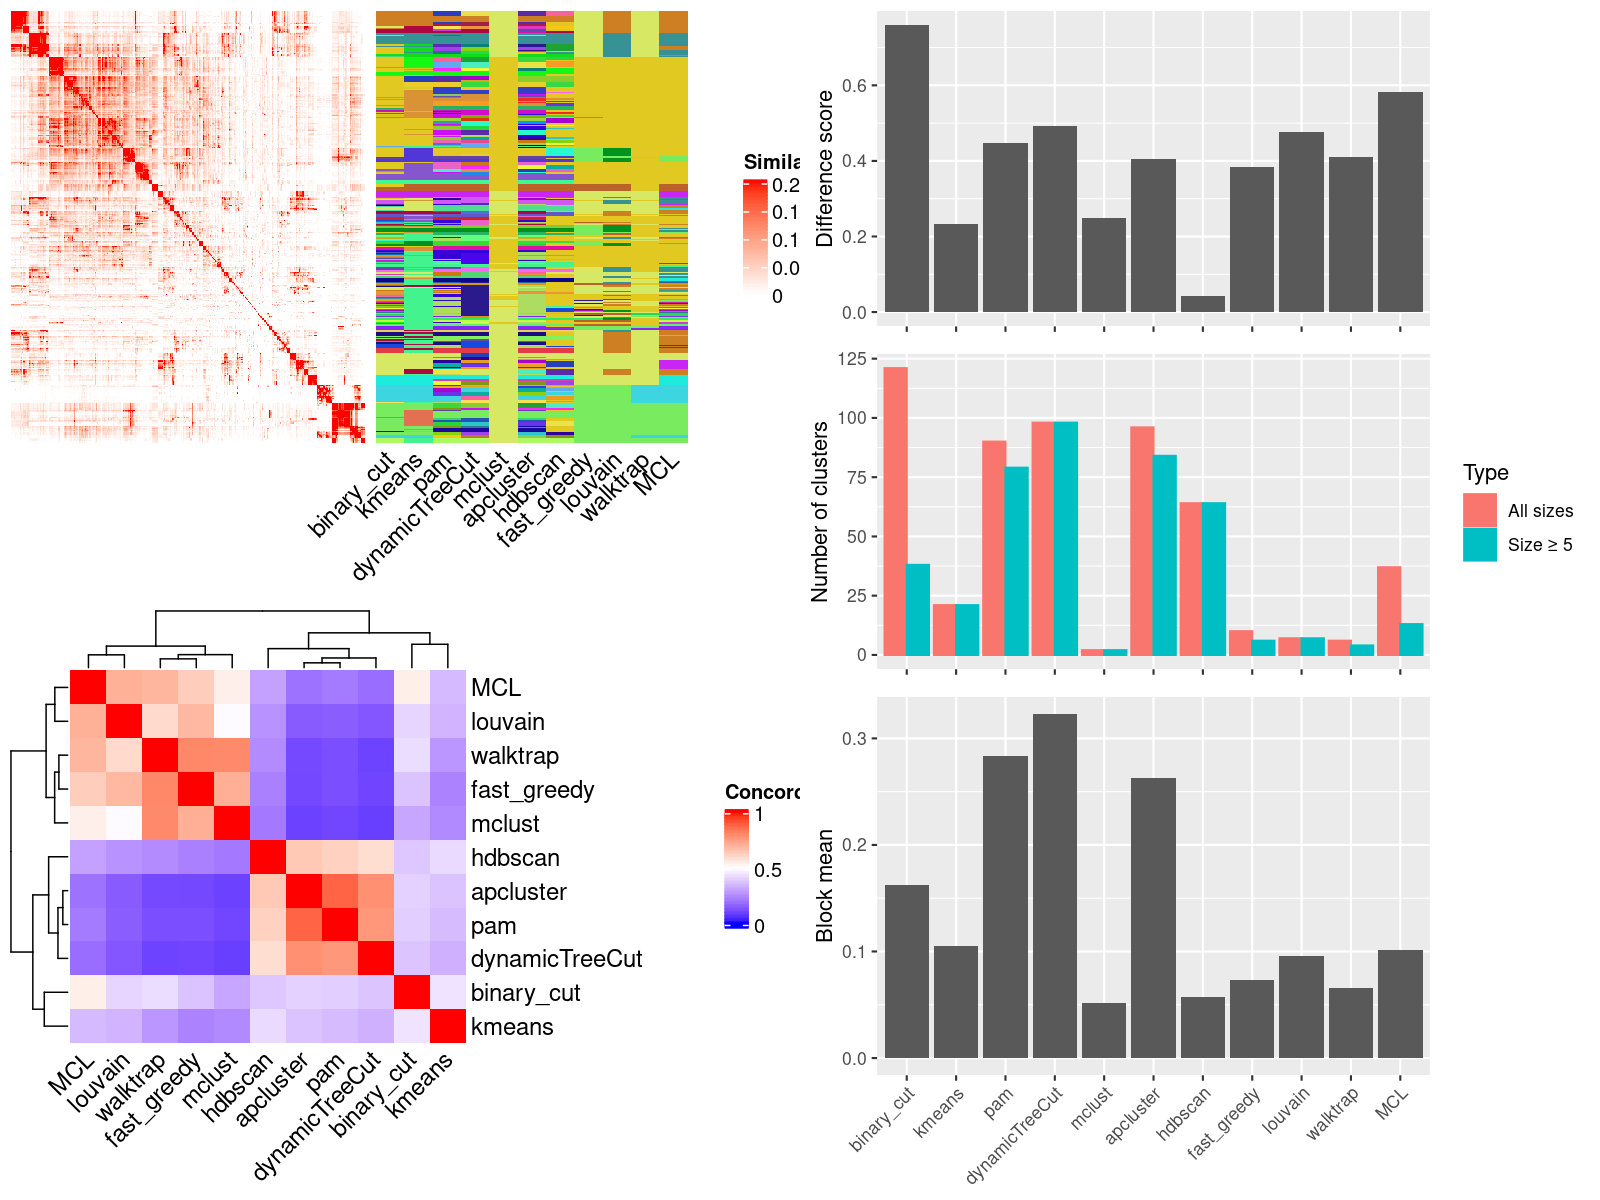 Simila
0.2
0.1
0.1
0.0
0
binary_cut
kmeans
pam
dynamicTreeCut
mclust
apcluster
hdbscan
fast_greedy
louvain
walktrap
MCL
Difference score
0.6
0.4
0.2
0.0
Number of clusters
125
100
75
50
25
0
Type
All sizes
Size ≥ 5
MCL
louvain
walktrap
fast_greedy
mclust
hdbscan
apcluster
pam
dynamicTreeCut
binary_cut
kmeans
MCL
louvain
walktrap
fast_greedy
mclust
hdbscan
apcluster
pam
dynamicTreeCut
binary_cut
kmeans
Concord
1
0.5
0
Block mean
0.3
0.2
0.1
0.0
binary_cut
kmeans
pam
dynamicTreeCut
mclust
apcluster
hdbscan
fast_greedy
louvain
walktrap
MCL